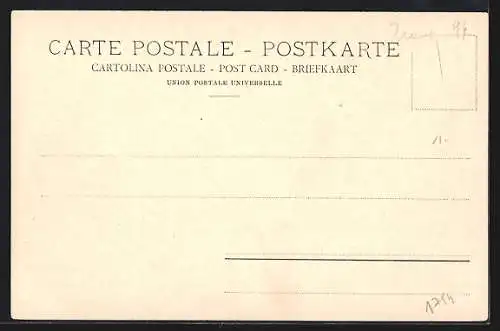 CARTE POSTALE - POSTKARTE
CARTOLINA POSTALE - POST CARD - BRIEFKAART
UNION POSTALE UNIVERSELLE